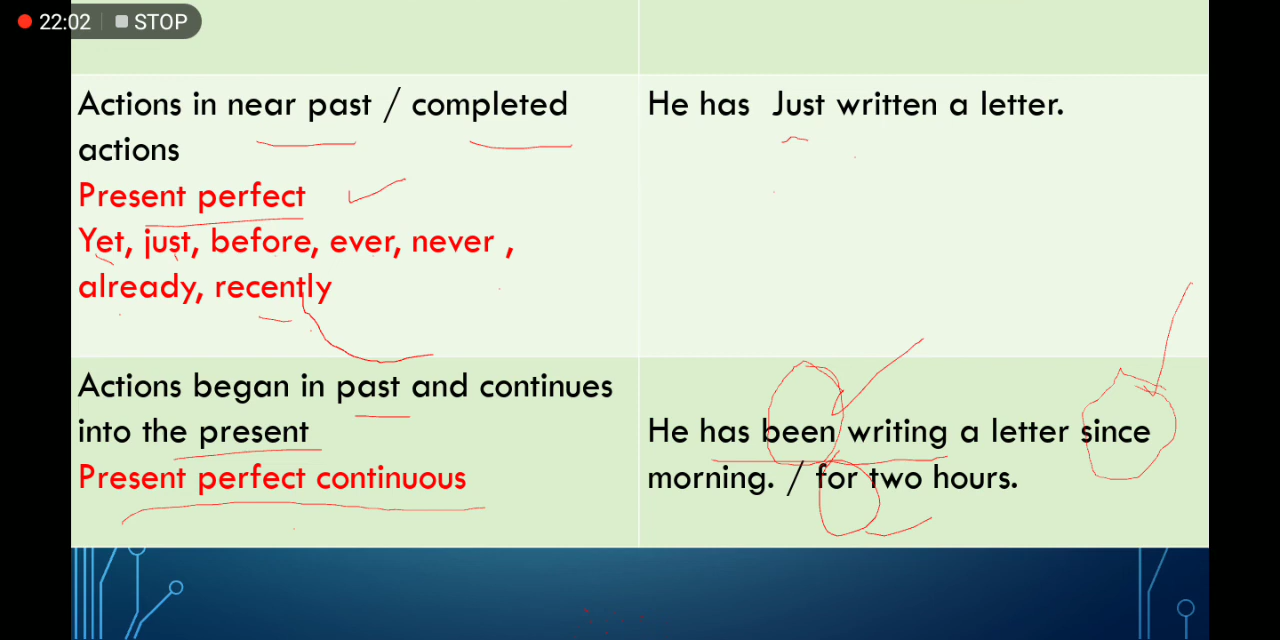 22:02 STOP
Actions in near past / completed
actions
Present perfect
Yet, just, before, ever, never ,
already, recently
He has Just written a letter.
Actions began in past and continues
into the present
Present perfect continuous
He has been writing a letter since
morning. / for two hours.